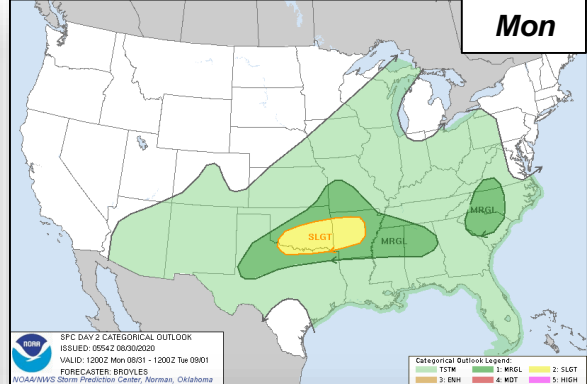 Mon
SLGT
MRGL
MRGL
NOAA
SPC DAY 2 CATEGORICAL OUTLOOK
ISSUED: 0554Z 08/30/2020
VALID: 1200Z Mon 08/31 - 1200Z Tue 09/01
FORECASTER: BROYLES
NOAA/NWS Storm Prediction Center, Norman, Oklahoma
Categorical Outlook Legend:
TSTM 1: MRGL 2: SLGT
3: ENH 4: MDT 5: HIGH